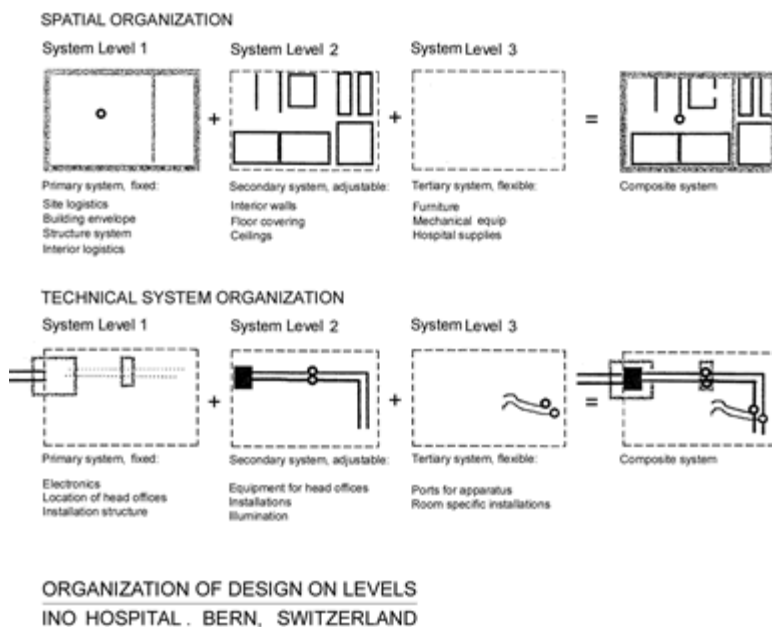 SPATIAL ORGANIZATION
System Level 1
System Level 2
System Level 3
+
+
=
Primary system, fixed:
Site logistics
Building envelope
Structure system
Interior logistics
Secondary system, adjustable:
Interior walls
Floor covering
Ceilings
Tertiary system, flexible:
Furniture
Mechanical equip
Hospital supplies
Composite system
TECHNICAL SYSTEM ORGANIZATION
System Level 1
System Level 2
System Level 3
+
+
=
Primary system, fixed:
Electronics
Location of head offices
Installation structure
Secondary system, adjustable:
Equipment for head offices
Installations
Illumination
Tertiary system, flexible:
Ports for apparatus
Room specific installations
Composite system
ORGANIZATION OF DESIGN ON LEVELS
INO HOSPITAL . BERN, SWITZERLAND